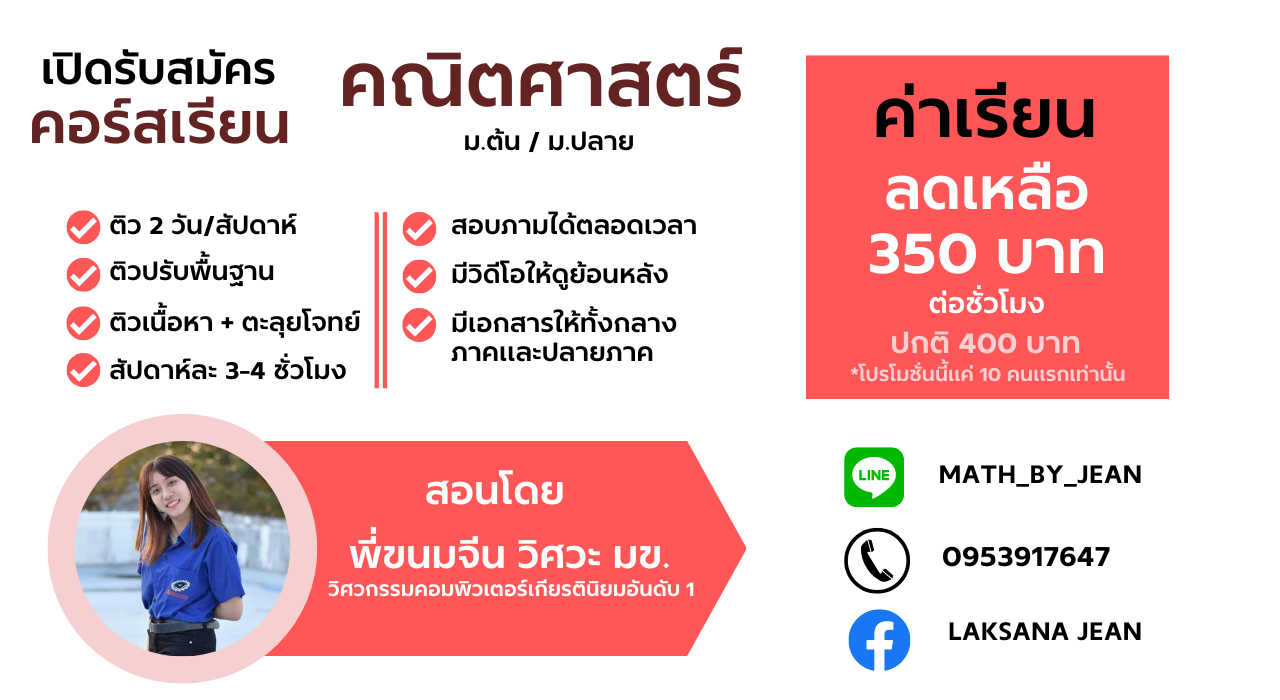 เปิดรับสมัคร
คอร์สเรียน
คณิตศาสตร์
ม.ต้น / ม.ปลาย
ติว 2 วัน/สัปดาห์
ติวปรับพื้นฐาน
ติวเนื้อหา + ตะลุยโจทย์
สัปดาห์ละ 3-4 ชั่วโมง
สอบภามได้ตลอดเวลา
มีวิดีโอให้ดูย้อนหลัง
มีเอกสารให้ทั้งกลาง
ภาคและปลายภาค
ค่าเรียน
ลดเหลือ
350 บาท
ต่อชั่วโมง
ปกติ 400 บาท
*โปรโมชั่นนี้แค่ 10 คนแรกเท่านั้น
สอนโดย
พี่ขนมจีน วิศวะ มข.
วิศวกรรมคอมพิวเตอร์เกียรตินิยมอันดับ 1
LINE
MATH_BY_JEAN
0953917647
LAKSANA JEAN